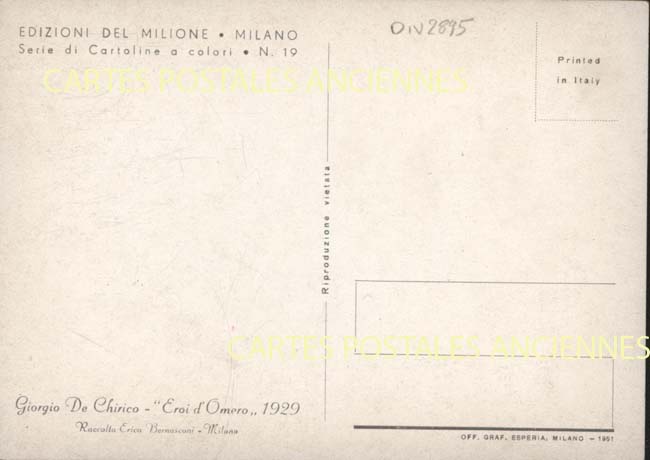 EDIZIONI DEL MILIONE • MILANO
Serie di Cartoline a colori • N. 19
DIV2895
Printed
in Italy
CARTES POSTALES ANCIENNES
Riproduzione vietata
CARTES POSTALES ANCIENNES
Giorgio De Chirico - "Eroi d'Omero„ 1929
Raccolta Erica Bernasconi - Milano
OFF. GRAF. ESPERIA, MILANO — 1951